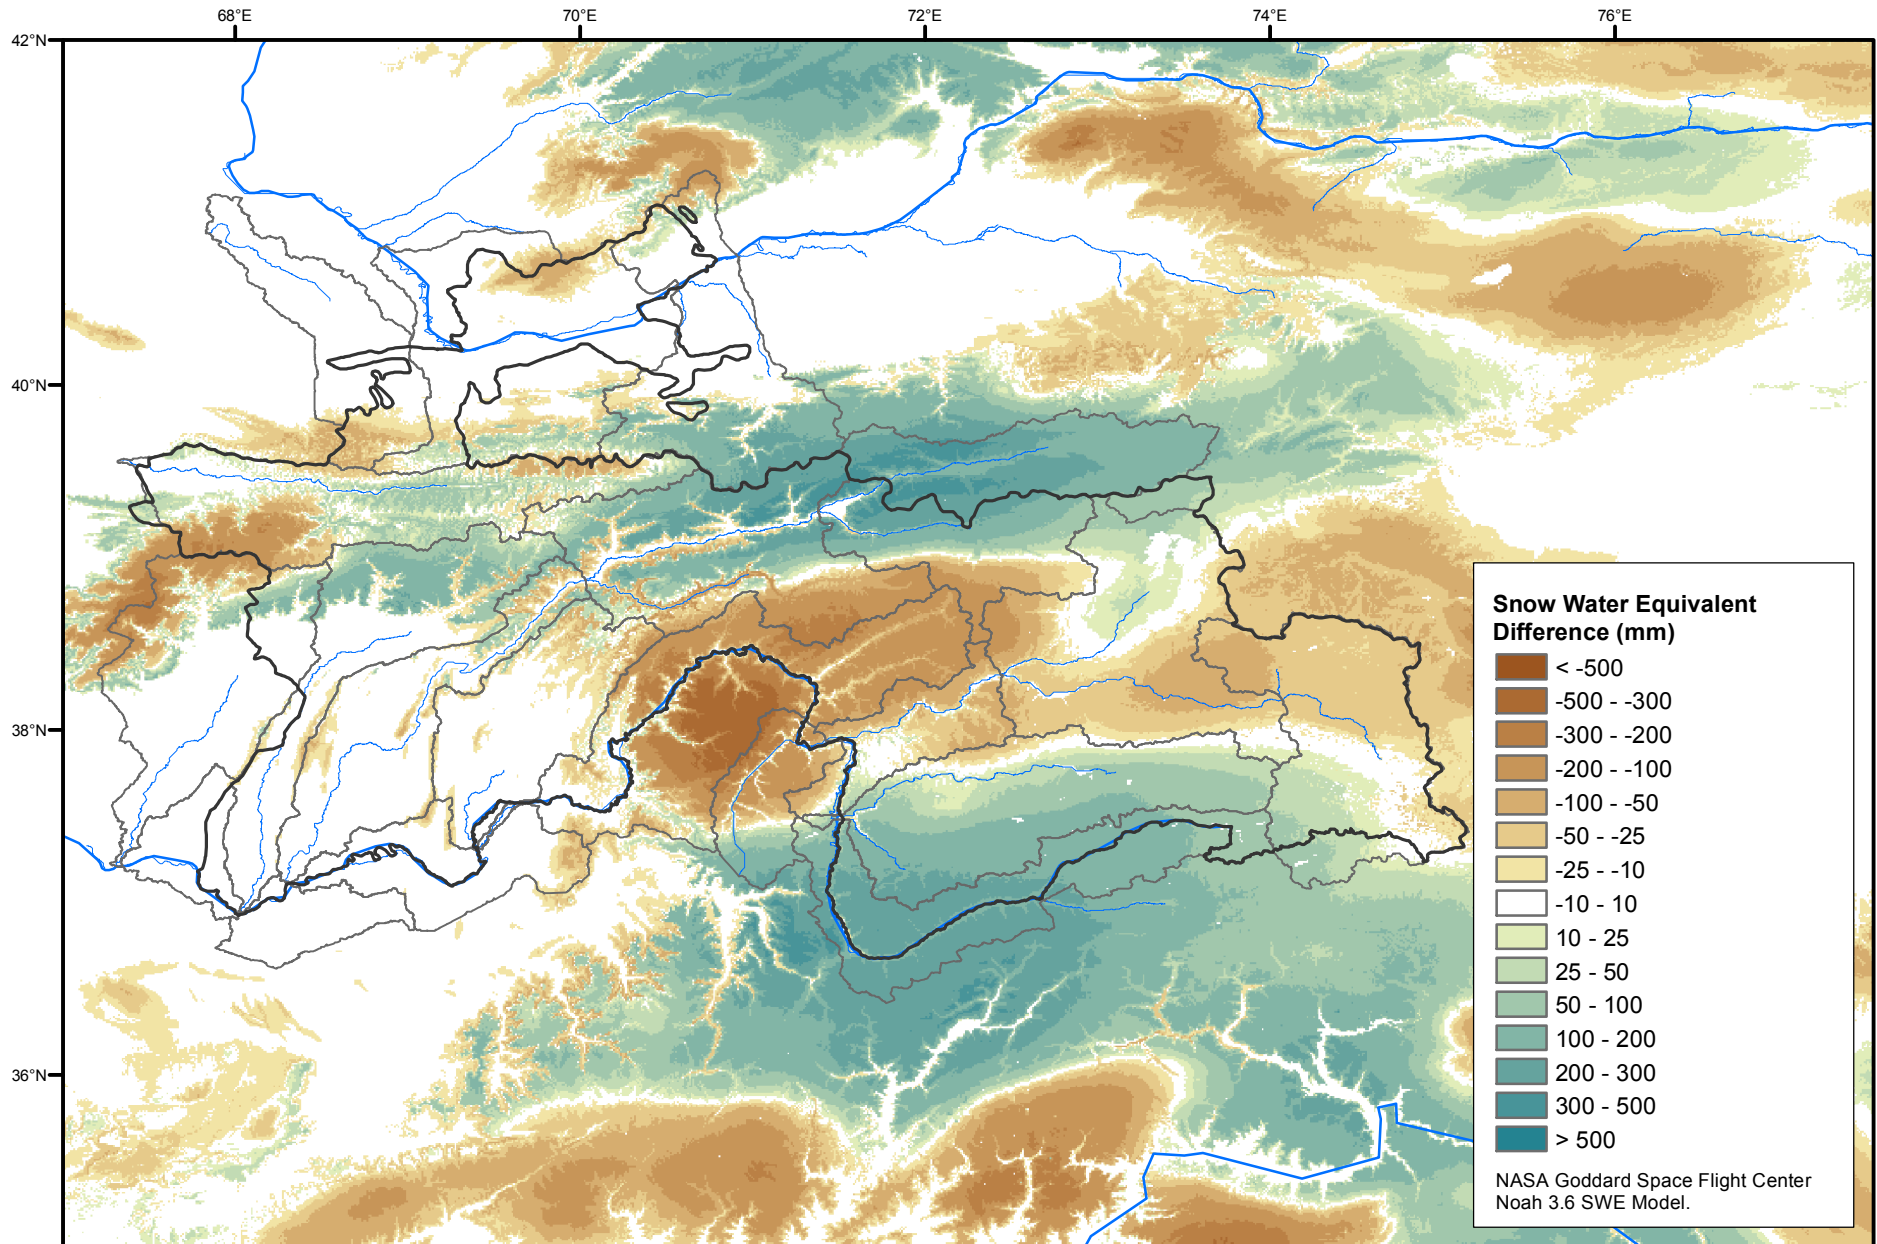 68°E 70°E 72°E 74°E 76°E
42°N
40°N
38°N
36°N
Snow Water Equivalent
Difference (mm)
< -500
-500 - -300
-300 - -200
-200 - -100
-100 - -50
-50 - -25
-25 - -10
-10 - 10
10 - 25
25 - 50
50 - 100
100 - 200
200 - 300
300 - 500
> 500
NASA Goddard Space Flight Center
Noah 3.6 SWE Model.